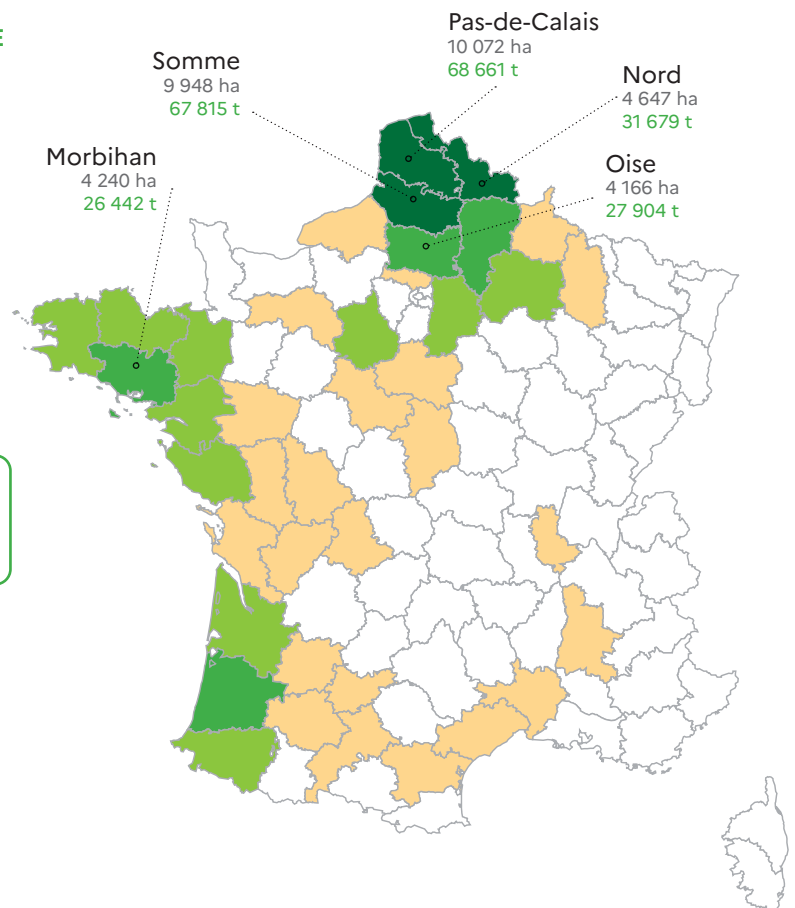 E
Pas-de-Calais
10 072 ha
68 661 t
Somme
9 948 ha
67 815 t
Nord
4 647 ha
31 679 t
Morbihan
4 240 ha
26 442 t
Oise
4 166 ha
27 904 t